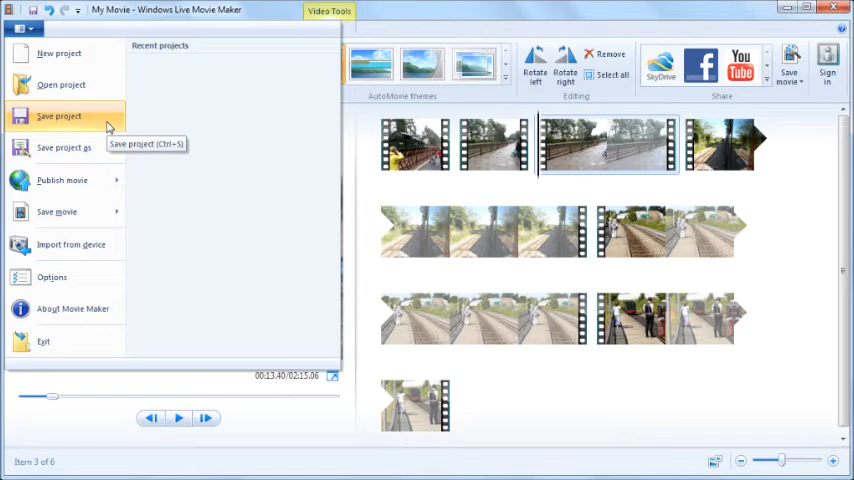 My Movie - Windows Live Movie Maker
Video Tools
New project
Open project
Save project
Save project as
Publish movie
Save movie
Import from device
Options
About Movie Maker
Exit
Recent projects
Save project (Ctrl+S)
AutoMovie themes
Rotate left
Rotate right
Remove
Select all
Editing
SkyDrive
f
You Tube
Share
Save movie
Sign in
00:13.40/02:15.06
Item 3 of 6